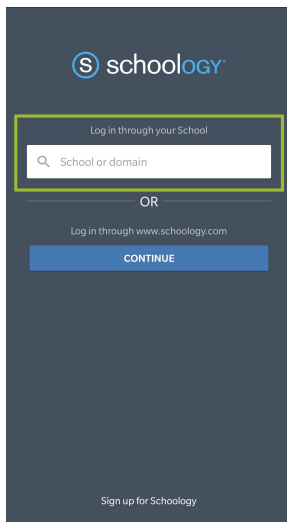 S schoology
Log in through your School
School or domain
OR
Log in through www.schoology.com
CONTINUE
Sign up for Schoology